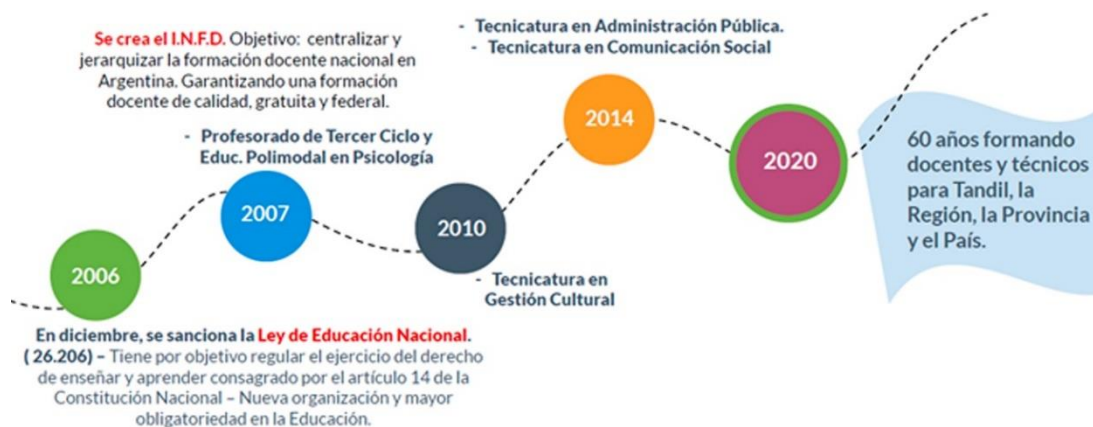 Se crea el I.N.F.D. Objetivo: centralizar y
jerarquizar la formación docente nacional en
Argentina. Garantizando una formación
docente de calidad, gratuita y federal.
- Profesorado de Tercer Ciclo y
Educ. Polimodal en Psicología
- Tecnicatura en Administración Pública.
- Tecnicatura en Comunicación Social
2014
2020
60 años formando
docentes y técnicos
para Tandil, la
Región, la Provincia
y el País.
2007
2010
2006
- Tecnicatura en
Gestión Cultural
En diciembre, se sanciona la Ley de Educación Nacional.
( 26.206) – Tiene por objetivo regular el ejercicio del derecho
de enseñar y aprender consagrado por el artículo 14 de la
Constitución Nacional – Nueva organización y mayor
obligatoriedad en la Educación.